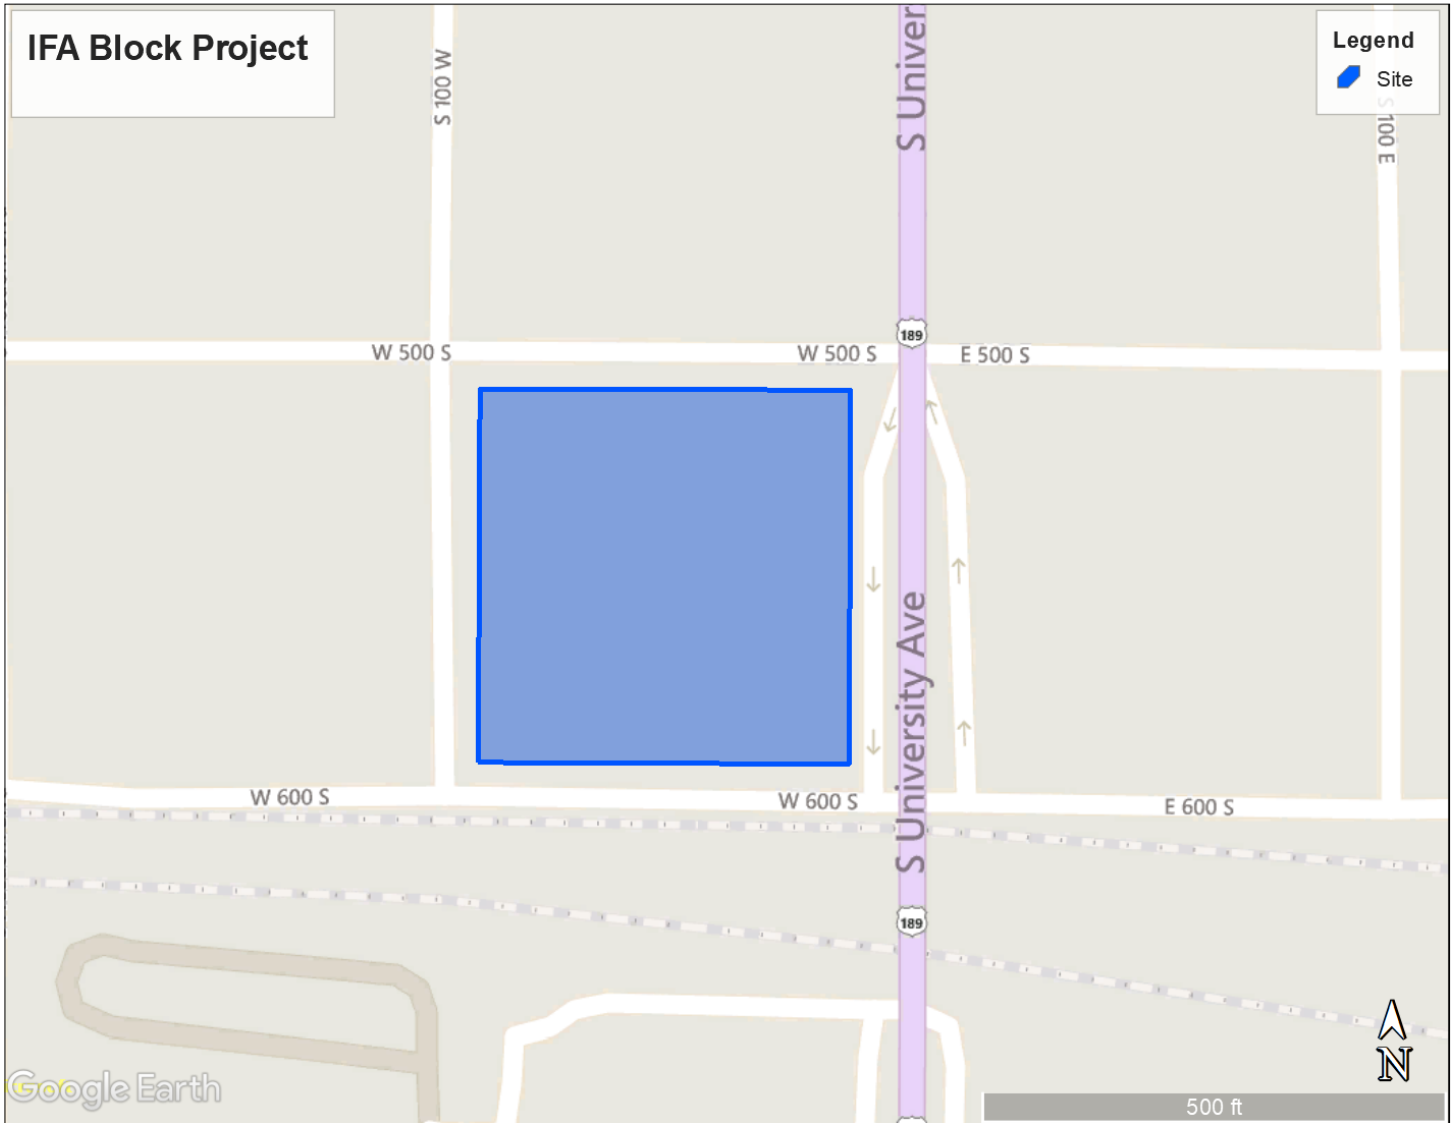 IFA Block Project
Legend
Site
S 100 W
S Univer
S 100 E
189
W 500 S
W 500 S
E 500 S
S University Ave
W 600 S
W 600 S
E 600 S
189
N
Google Earth
500 ft